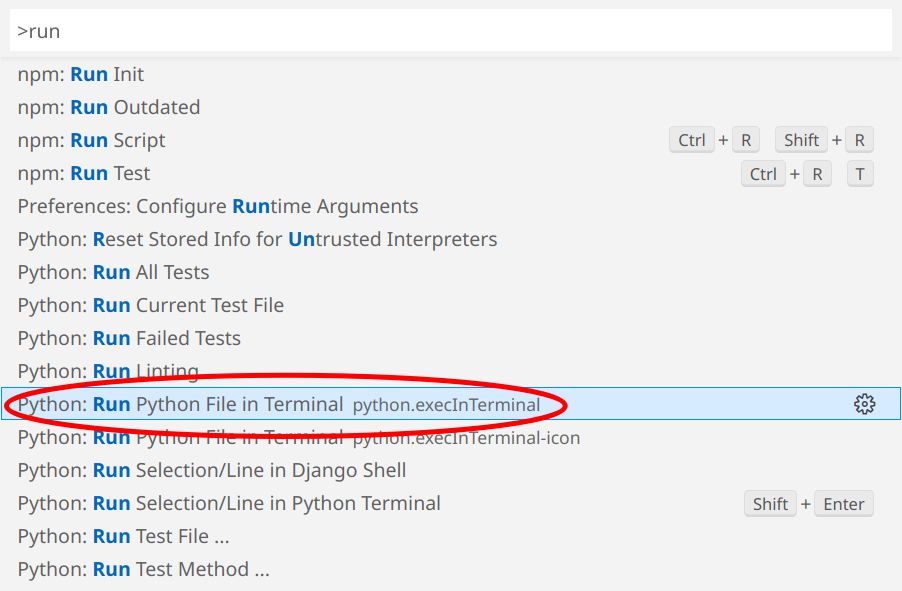 >run
npm: Run Init
npm: Run Outdated
npm: Run Script Ctrl + R Shift + R
npm: Run Test Ctrl + R T
Preferences: Configure Runtime Arguments
Python: Reset Stored Info for Untrusted Interpreters
Python: Run All Tests
Python: Run Current Test File
Python: Run Failed Tests
Python: Run Linting
Python: Run Python File in Terminal python.execInTerminal
Python: Run Python File in Terminal python.execInTerminal-icon
Python: Run Selection/Line in Django Shell
Python: Run Selection/Line in Python Terminal Shift + Enter
Python: Run Test File ...
Python: Run Test Method ...